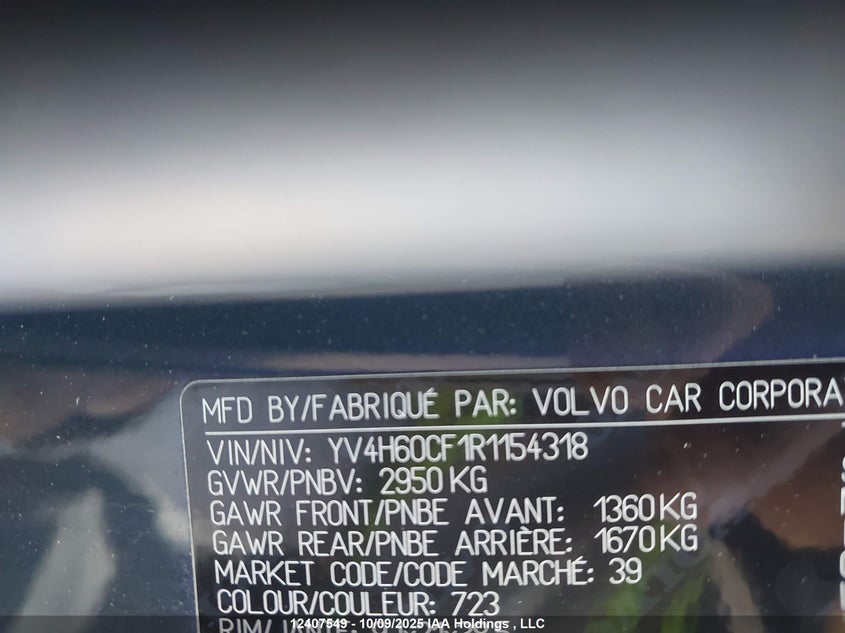 MFD BY/FABRIQUÉ PAR: VOLVO CAR
VIN/NIV: YV4H60CF1R1154318
GVWR/PNBV: 2950 KG
GAWR FRONT/PNBE AVANT: 1360 KG
GAWR REAR/PNBE ARRIÈRE: 1670 KG
MARKET CODE/CODE MARCHÉ: 39
COLOUR/COULEUR: 723
12407549 - 10/09/2025 IAA Holdings , LLC